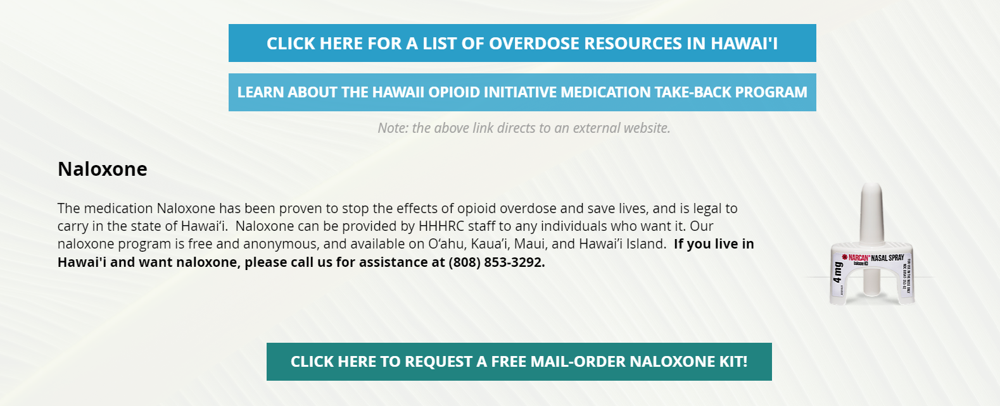 CLICK HERE FOR A LIST OF OVERDOSE RESOURCES IN HAWAI'I
LEARN ABOUT THE HAWAII OPIOID INITIATIVE MEDICATION TAKE-BACK PROGRAM
Note: the above link directs to an external website.
Naloxone
The medication Naloxone has been proven to stop the effects of opioid overdose and save lives, and is legal to
carry in the state of Hawai‘i.  Naloxone can be provided by HHHRC staff to any individuals who want it. Our
naloxone program is free and anonymous, and available on O‘ahu, Kaua’i, Maui, and Hawai’i Island.  If you live in
Hawai'i and want naloxone, please call us for assistance at (808) 853-3292.
NARCAN® NASAL SPRAY
4 mg
FOR USE IN THE NOSE ONLY
CLICK HERE TO REQUEST A FREE MAIL-ORDER NALOXONE KIT!